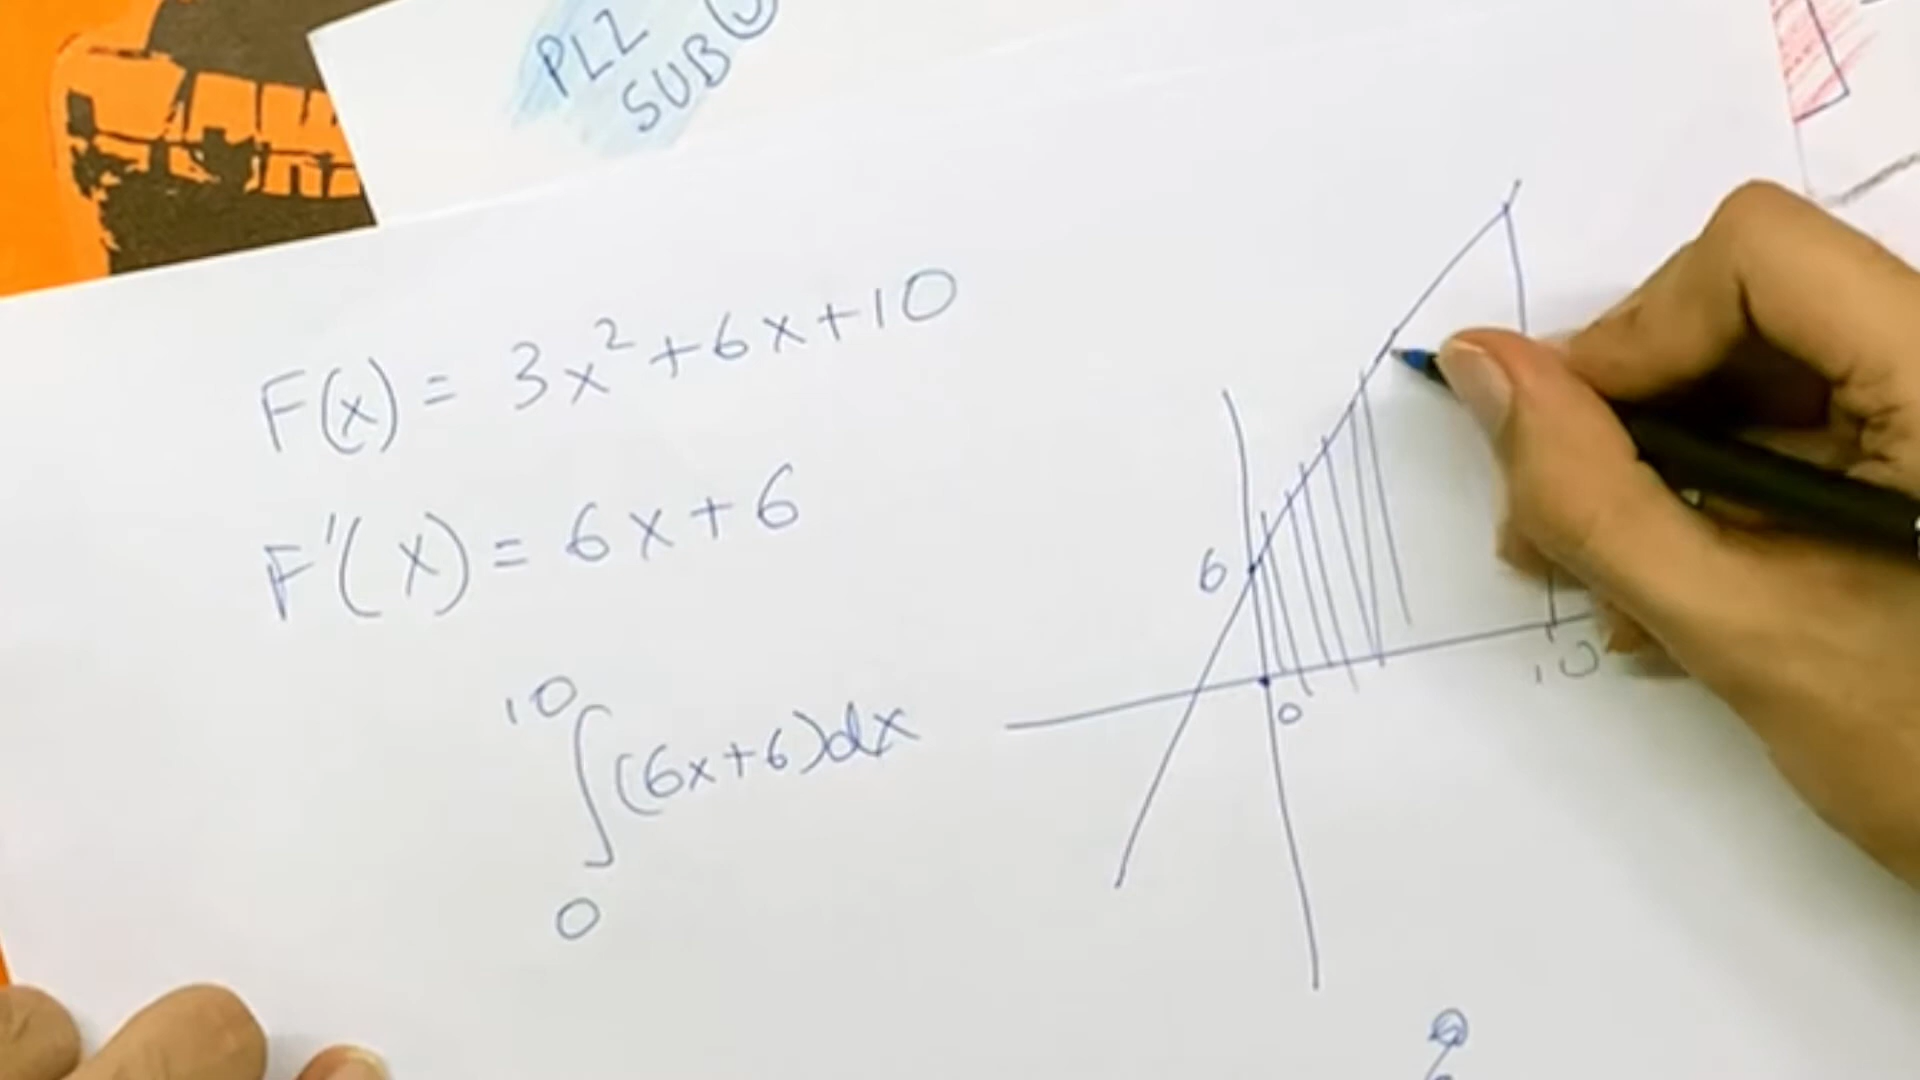 PLZ
SUB
F(x) = 3x²+6x+10
F'(x) = 6x+6
10
∫(6x+6)dx
0
6
0
10